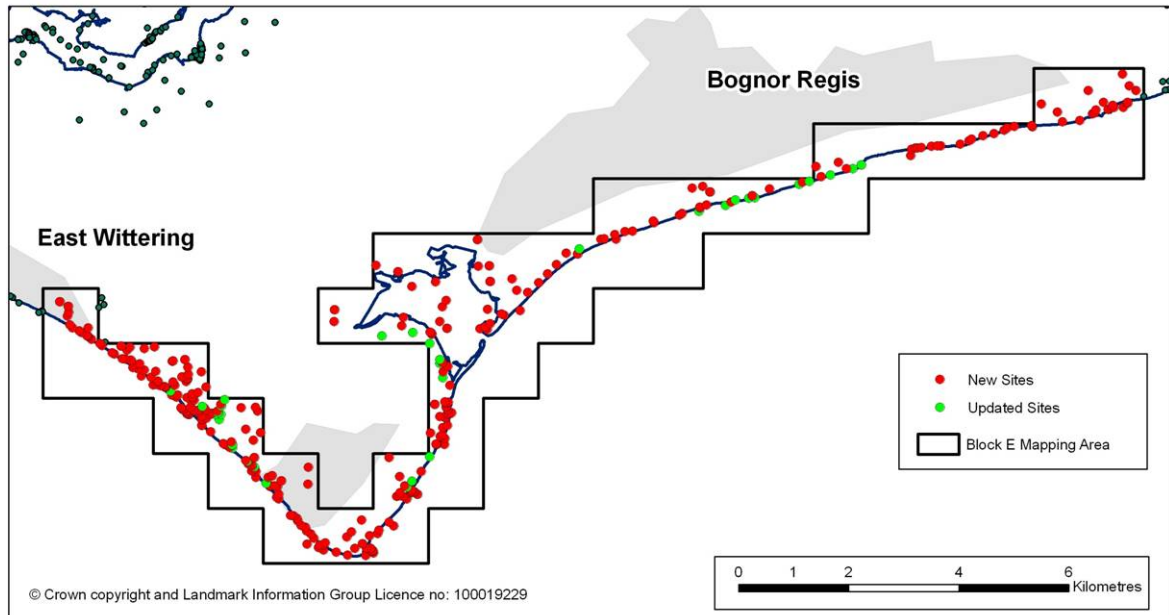 Bognor Regis
East Wittering
New Sites
Updated Sites
Block E Mapping Area
0 1 2 4 6
Kilometres
© Crown copyright and Landmark Information Group Licence no: 100019229